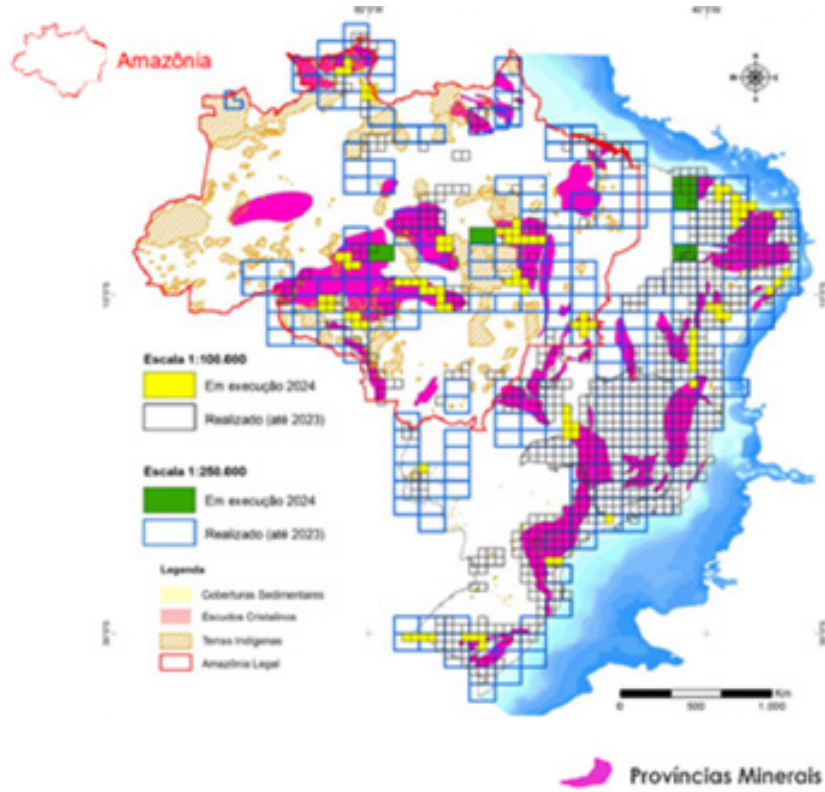 Amazônia
Escala 1:100.000
Em execução 2024
Realizado (até 2023)
Escala 1:250.000
Em execução 2024
Realizado (até 2023)
Legenda
Coberturas Sedimentares
Escudos Cristalinos
Terras Indígenas
Amazônia Legal
Km
0 500 1.000
Províncias Minerais